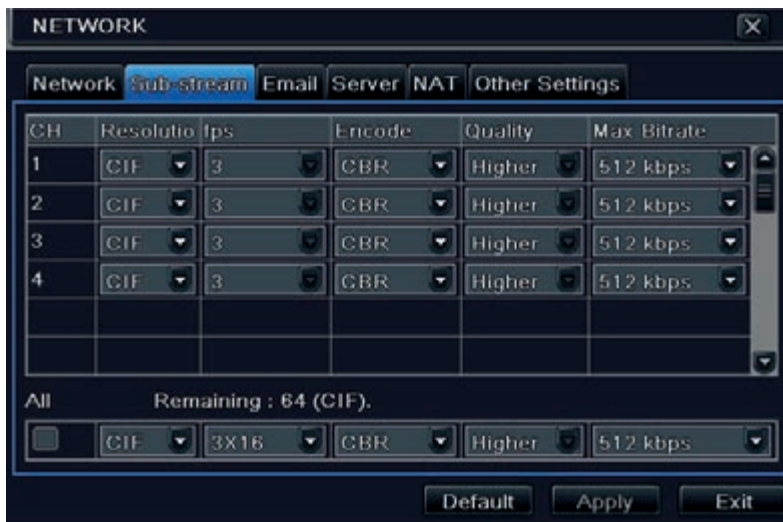 NETWORK
Network Sub-stream Email Server NAT Other Settings
CH Resolutio fps Encode Quality Max Bitrate
1 CIF 3 CBR Higher 512 kbps
2 CIF 3 CBR Higher 512 kbps
3 CIF 3 CBR Higher 512 kbps
4 CIF 3 CBR Higher 512 kbps
All Remaining : 64 (CIF).
CIF 3X16 CBR Higher 512 kbps
Default Apply Exit